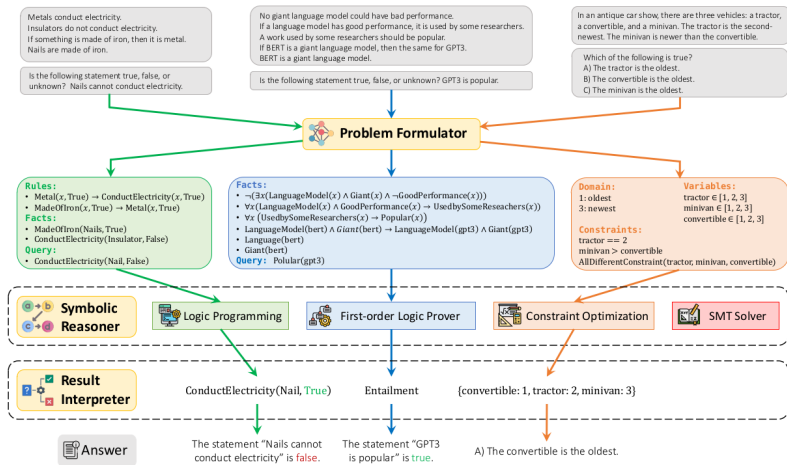 Metals conduct electricity.
Insulators do not conduct electricity.
If something is made of iron, then it is metal.
Nails are made of iron.
Is the following statement true, false, or
unknown? Nails cannot conduct electricity.
No giant language model could have bad performance.
If a language model has good performance, it is used by some researchers.
A work used by some researchers should be popular.
If BERT is a giant language model, then the same for GPT3.
BERT is a giant language model.
Is the following statement true, false, or unknown? GPT3 is popular.
In an antique car show, there are three vehicles: a tractor,
a convertible, and a minivan. The tractor is the second-
newest. The minivan is newer than the convertible.
Which of the following is true?
A) The tractor is the oldest.
B) The convertible is the oldest.
C) The minivan is the oldest.
Problem Formulator
Rules:
• Metal(x, True) → ConductElectricity(x, True)
• MadeOfIron(x, True) → Metal(x, True)
Facts:
• MadeOfIron(Nails, True)
• ConductElectricity(Insulator, False)
Query:
• ConductElectricity(Nail, False)
Facts:
• ¬(∃x(LanguageModel(x) ∧ Giant(x) ∧ ¬GoodPerformance(x)))
• ∀x(LanguageModel(x) ∧ GoodPerformance(x) → UsedbySomeReseachers(x))
• ∀x (UsedbySomeResearchers(x) → Popular(x))
• LanguageModel(bert) ∧ Giant(bert) → LanguageModel(gpt3) ∧ Giant(gpt3)
• Language(bert)
• Giant(bert)
Query: Polular(gpt3)
Domain:
1: oldest
3: newest
Variables:
tractor ∈ [1, 2, 3]
minivan ∈ [1, 2, 3]
convertible ∈ [1, 2, 3]
Constraints:
tractor == 2
minivan > convertible
AllDifferentConstraint(tractor, minivan, convertible)
a b
c d
Symbolic
Reasoner
Logic Programming
First-order Logic Prover
Constraint Optimization
SMT Solver
Result
Interpreter
ConductElectricity(Nail, True)
Entailment
{convertible: 1, tractor: 2, minivan: 3}
Answer
The statement “Nails cannot
conduct electricity” is false.
The statement “GPT3
is popular” is true.
A) The convertible is the oldest.